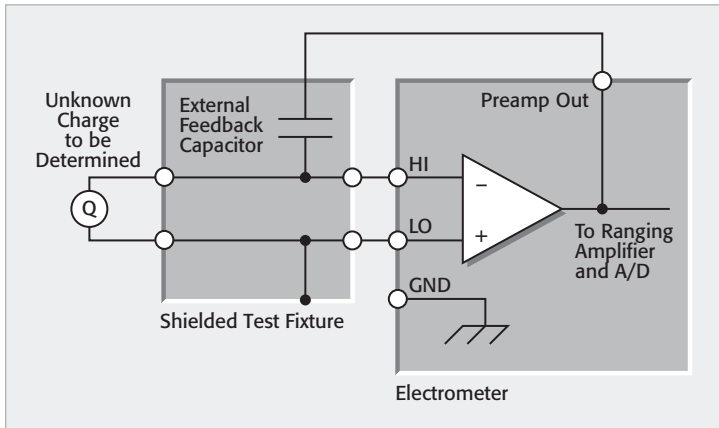 Unknown
Charge
to be
Determined
Q
External
Feedback
Capacitor
Preamp Out
HI
−
LO
+
To Ranging
Amplifier
and A/D
GND
Shielded Test Fixture
Electrometer